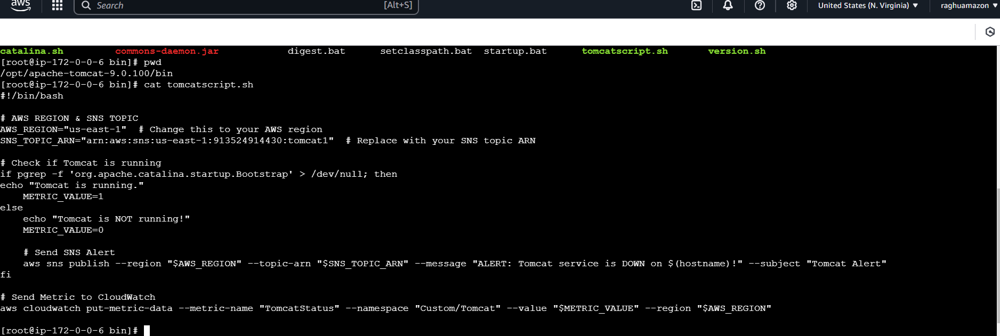 aws Search [Alt+S] United States (N. Virginia) raghuamazon
catalina.sh commons-daemon.jar digest.bat setclasspath.bat startup.bat tomcatscript.sh version.sh
[root@ip-172-0-0-6 bin]# pwd
/opt/apache-tomcat-9.0.100/bin
[root@ip-172-0-0-6 bin]# cat tomcatscript.sh
#!/bin/bash
# AWS REGION & SNS TOPIC
AWS_REGION="us-east-1"  # Change this to your AWS region
SNS_TOPIC_ARN="arn:aws:sns:us-east-1:913524914430:tomcat1"  # Replace with your SNS topic ARN
# Check if Tomcat is running
if pgrep -f 'org.apache.catalina.startup.Bootstrap' > /dev/null; then
echo "Tomcat is running."
    METRIC_VALUE=1
else
    echo "Tomcat is NOT running!"
    METRIC_VALUE=0
    # Send SNS Alert
    aws sns publish --region "$AWS_REGION" --topic-arn "$SNS_TOPIC_ARN" --message "ALERT: Tomcat service is DOWN on $(hostname)!" --subject "Tomcat Alert"
fi
# Send Metric to CloudWatch
aws cloudwatch put-metric-data --metric-name "TomcatStatus" --namespace "Custom/Tomcat" --value "$METRIC_VALUE" --region "$AWS_REGION"
[root@ip-172-0-0-6 bin]#